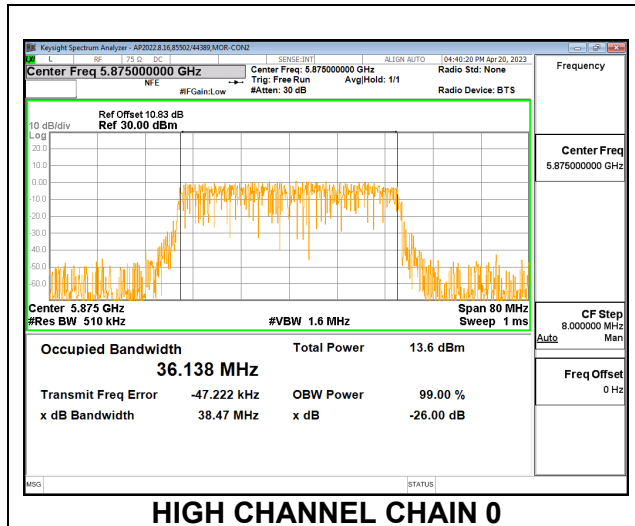 Keysight Spectrum Analyzer - AP2022.8.16,85502/44389,MOR-CON2
L RF 75 Ω DC SENSE:INT ALIGN AUTO 04:40:20 PM Apr 20, 2023
Center Freq 5.875000000 GHz
NFE
#IFGain:Low
Center Freq: 5.875000000 GHz
Trig: Free Run Avg|Hold: 1/1
#Atten: 30 dB
Radio Std: None
Radio Device: BTS
Ref Offset 10.83 dB
10 dB/div Ref 30.00 dBm
Log
20.0
10.0
0.00
-10.0
-20.0
-30.0
-40.0
-50.0
-60.0
Center 5.875 GHz Span 80 MHz
#Res BW 510 kHz #VBW 1.6 MHz Sweep 1 ms
Occupied Bandwidth Total Power 13.6 dBm
36.138 MHz
Transmit Freq Error -47.222 kHz OBW Power 99.00 %
x dB Bandwidth 38.47 MHz x dB -26.00 dB
MSG STATUS
Frequency
Center Freq
5.875000000 GHz
CF Step
8.000000 MHz
Auto Man
Freq Offset
0 Hz
HIGH CHANNEL CHAIN 0